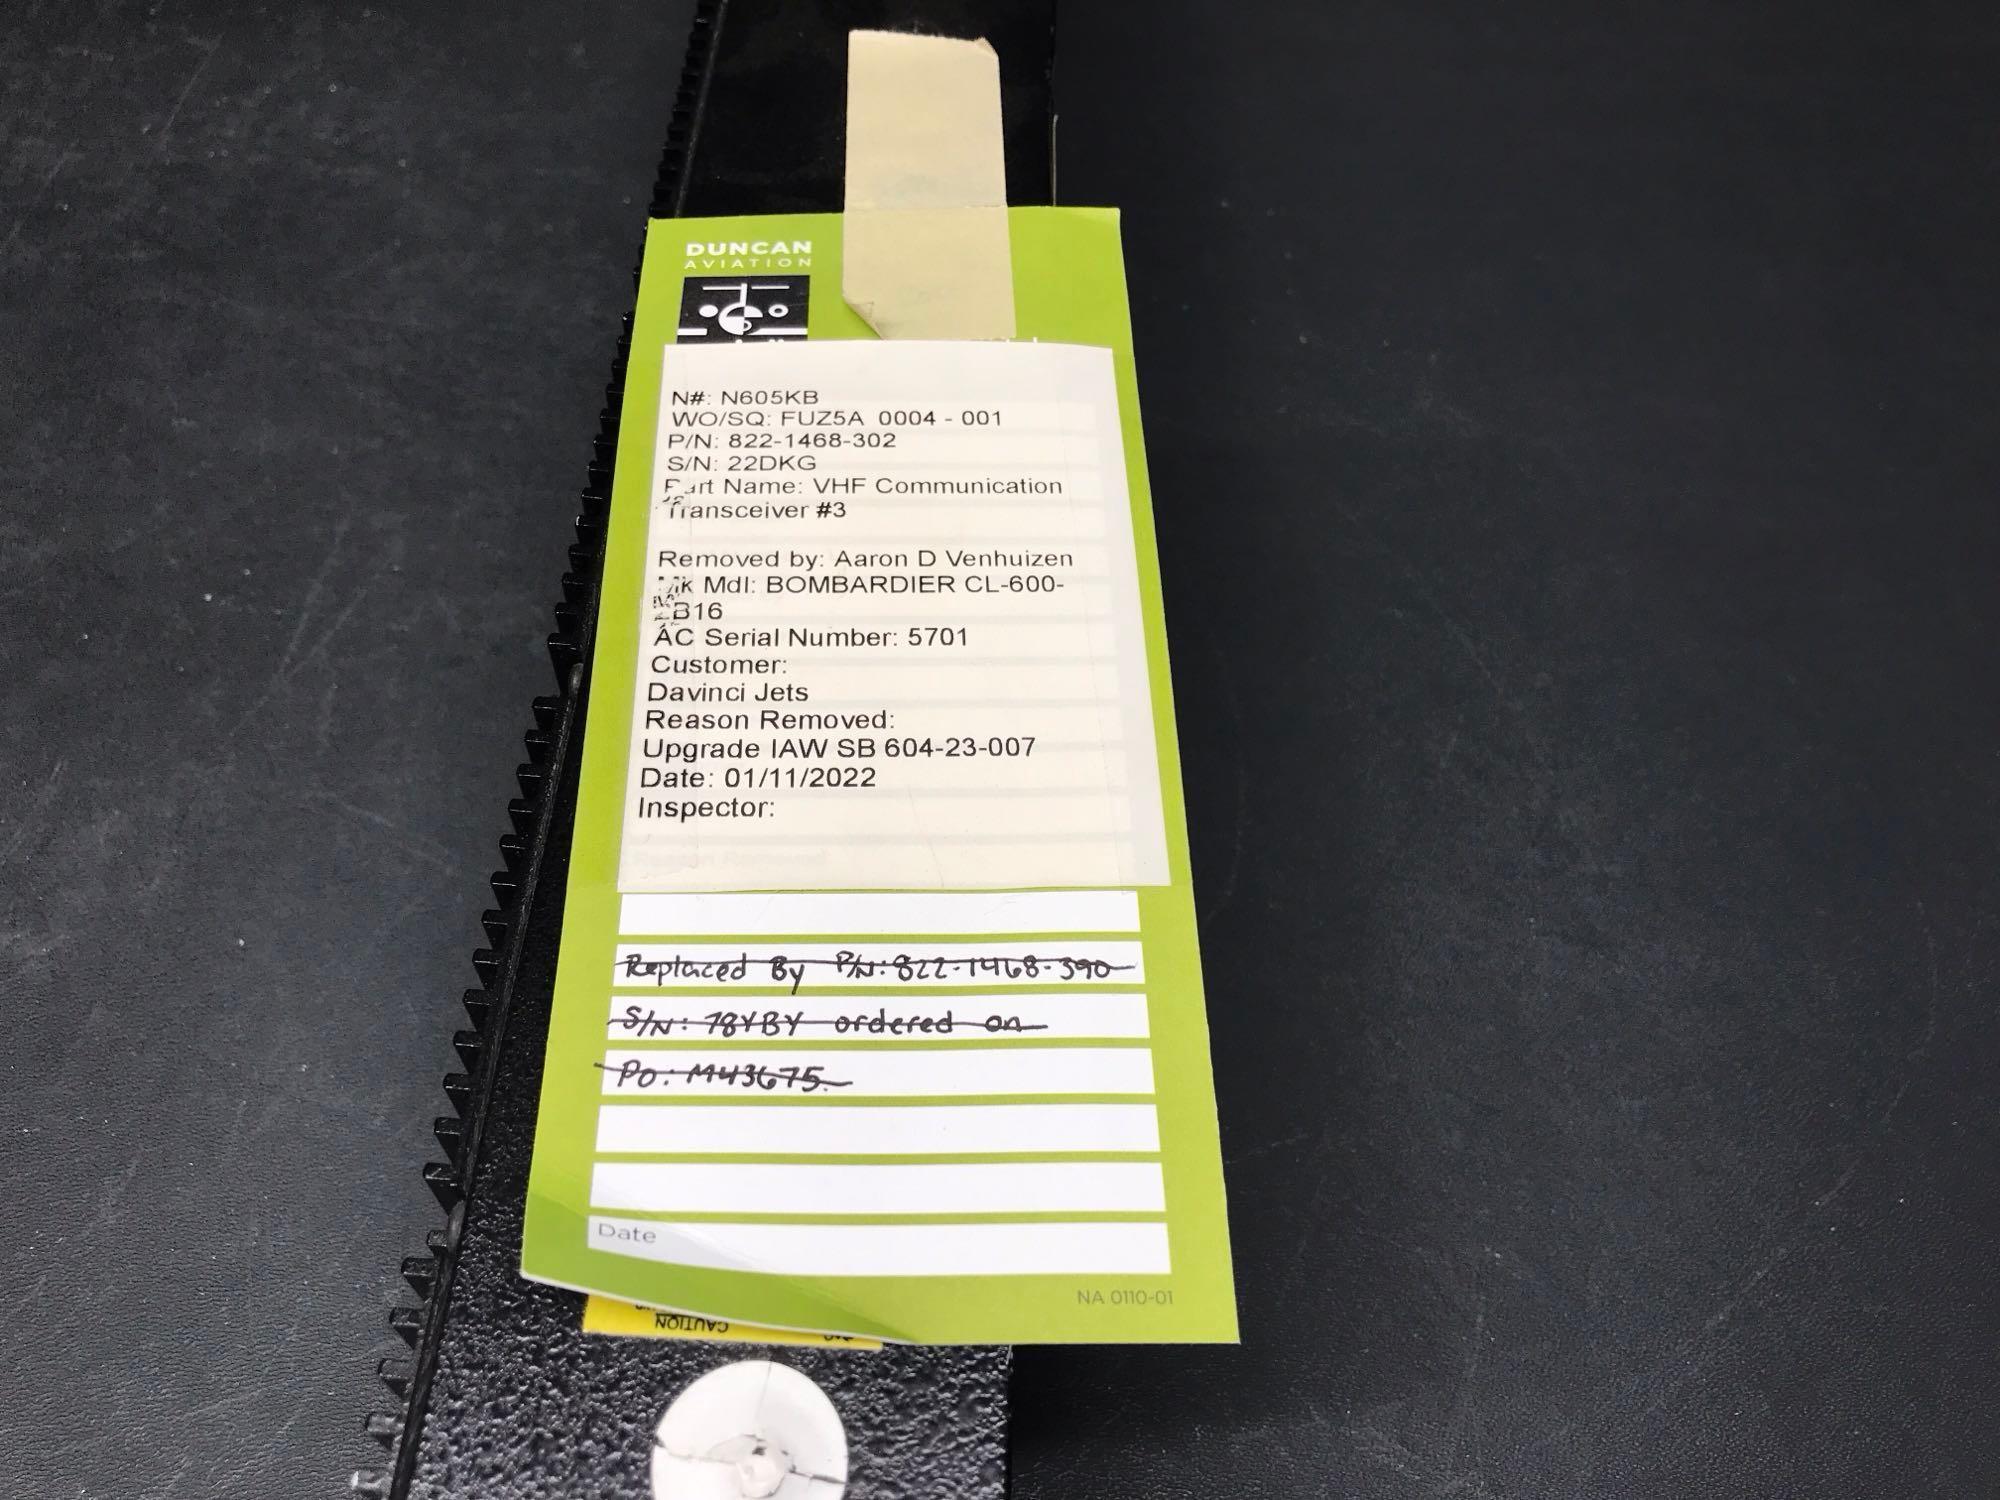 DUNCAN
AVIATION
N#: N605KB
WO/SQ: FUZ5A 0004 - 001
P/N: 822-1468-302
S/N: 22DKG
Part Name: VHF Communication
Transceiver #3
Removed by: Aaron D Venhuizen
Mk Mdl: BOMBARDIER CL-600-
2B16
AC Serial Number: 5701
Customer:
Davinci Jets
Reason Removed:
Upgrade IAW SB 604-23-007
Date: 01/11/2022
Inspector:
Reason Removed
Replaced By P/N: 822-1468-390
S/N: 78YBY ordered on
PO: M43675.
Date
NA 0110-01
CAUTION